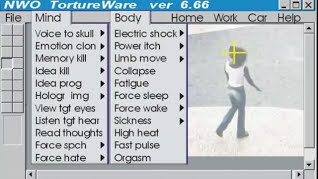 NWO TortureWare ver 6.66
File Mind Body Home Work Car Help
Voice to skull Electric shock
Emotion clon Power itch
Memory kill Limb move
Idea kill Collapse
Idea prog Fatigue
Hologr img Force sleep
View tgt eyes Force wake
Listen tgt hear Sickness
Read thoughts High heat
Force spch Fast pulse
Force hate Orgasm